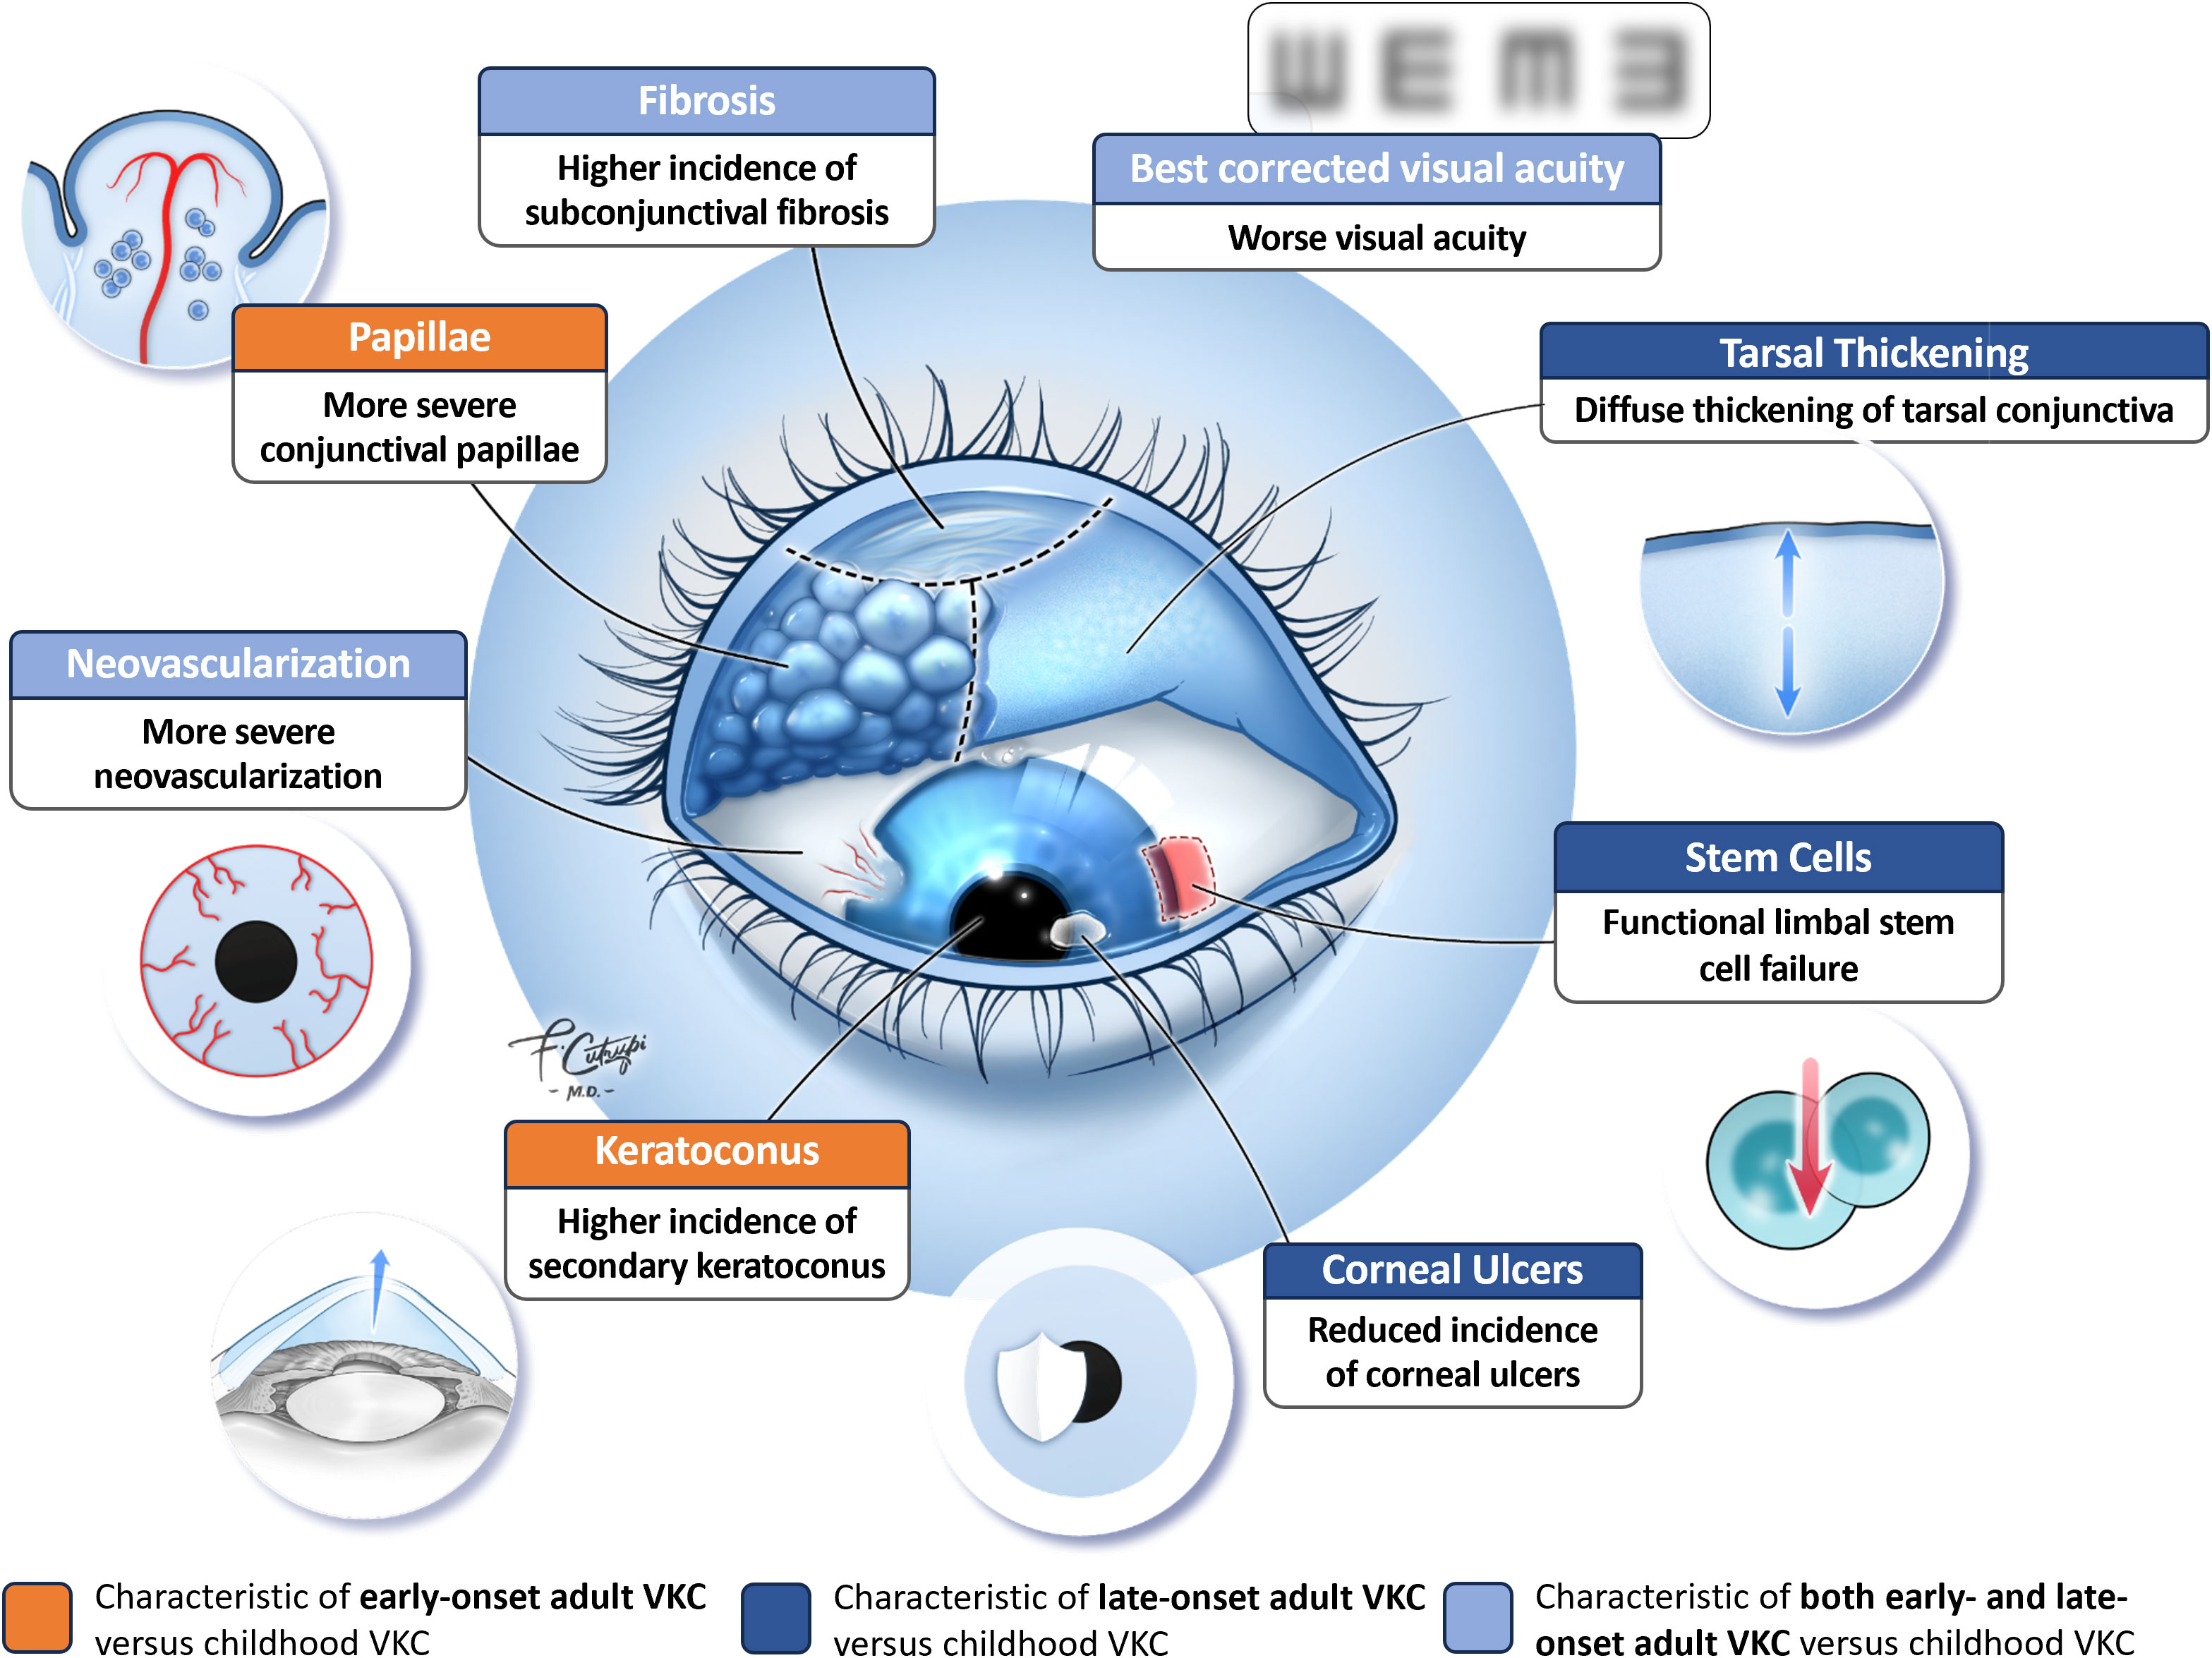 W E M Ǝ
Fibrosis
Higher incidence of
subconjunctival fibrosis
Best corrected visual acuity
Worse visual acuity
Papillae
More severe
conjunctival papillae
Tarsal Thickening
Diffuse thickening of tarsal conjunctiva
Neovascularization
More severe
neovascularization
Stem Cells
Functional limbal stem
cell failure
F. Cutrupi
- M.D. -
Keratoconus
Higher incidence of
secondary keratoconus
Corneal Ulcers
Reduced incidence
of corneal ulcers
Characteristic of early-onset adult VKC
versus childhood VKC
Characteristic of late-onset adult VKC
versus childhood VKC
Characteristic of both early- and late-
onset adult VKC versus childhood VKC